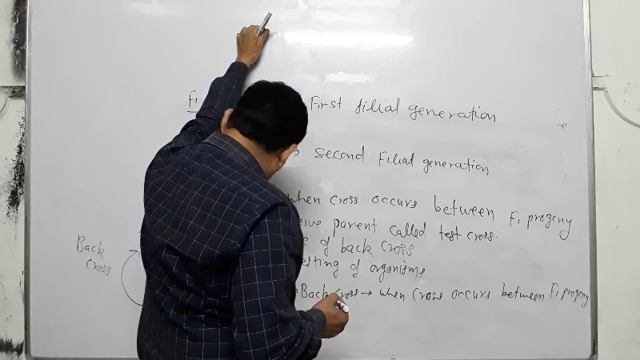 F1 First filial generation
second Filial generation
when Cross occurs between F1 progeny
parent called test cross.
of back Cross
of organisms
Back Cross
Back Cross → when Cross occurs between F1 progeny